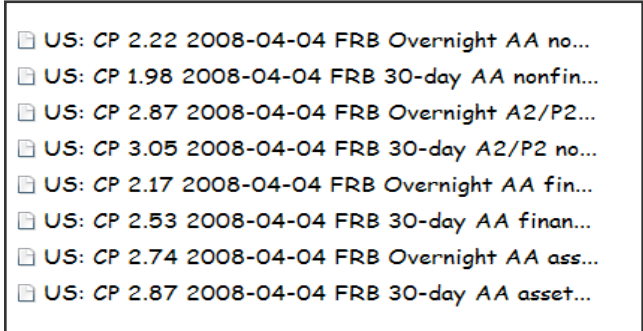 US: CP 2.22 2008-04-04 FRB Overnight AA no...
US: CP 1.98 2008-04-04 FRB 30-day AA nonfin...
US: CP 2.87 2008-04-04 FRB Overnight A2/P2...
US: CP 3.05 2008-04-04 FRB 30-day A2/P2 no...
US: CP 2.17 2008-04-04 FRB Overnight AA fin...
US: CP 2.53 2008-04-04 FRB 30-day AA finan...
US: CP 2.74 2008-04-04 FRB Overnight AA ass...
US: CP 2.87 2008-04-04 FRB 30-day AA asset...